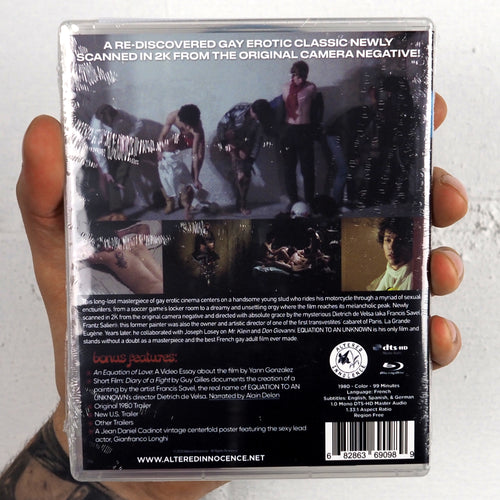 A RE-DISCOVERED GAY EROTIC CLASSIC NEWLY
SCANNED IN 2K FROM THE ORIGINAL CAMERA NEGATIVE!
This long-lost masterpiece of gay erotic cinema centers on a handsome young stud who rides his motorcycle through a myriad of sexual
encounters, from a soccer game's locker room to a dreamy and unsettling orgy where the film reaches its melancholic peak. Newly
scanned in 2K from the original camera negative and directed with absolute grace by the mysterious Dietrich de Velsa (aka Francis Savel,
Frantz Salieri), this former painter was also the owner and artistic director of one of the first transvestites' cabaret of Paris, La Grande
Eugène. Years later, he collaborated with Joseph Losey on Mr. Klein and Don Giovanni. EQUATION TO AN UNKNOWN is his only film and
stands without a doubt as a masterpiece and the best French gay adult film ever made.
bonus features:
An Equation of Love: A Video Essay about the film by Yann Gonzalez
Short Film: Diary of a Fight by Guy Gilles documents the creation of a
painting by the artist Francis Savel, the real name of EQUATION TO AN
UNKNOWN's director Dietrich de Velsa. Narrated by Alain Delon
Original 1980 Trailer
New U.S. Trailer
Other Trailers
A Jean Daniel Cadinot vintage centerfold poster featuring the sexy lead
actor, Gianfranco Longhi
ALTERED
INNOCENCE
dts HD
Master Audio
Blu-ray
1980 - Color - 99 Minutes
Language: French
Subtitles: English, Spanish, & German
1.0 Mono DTS-HD Master Audio
1.33:1 Aspect Ratio
Region Free
WWW.ALTEREDINNOCENCE.NET
6 82863 69098 9